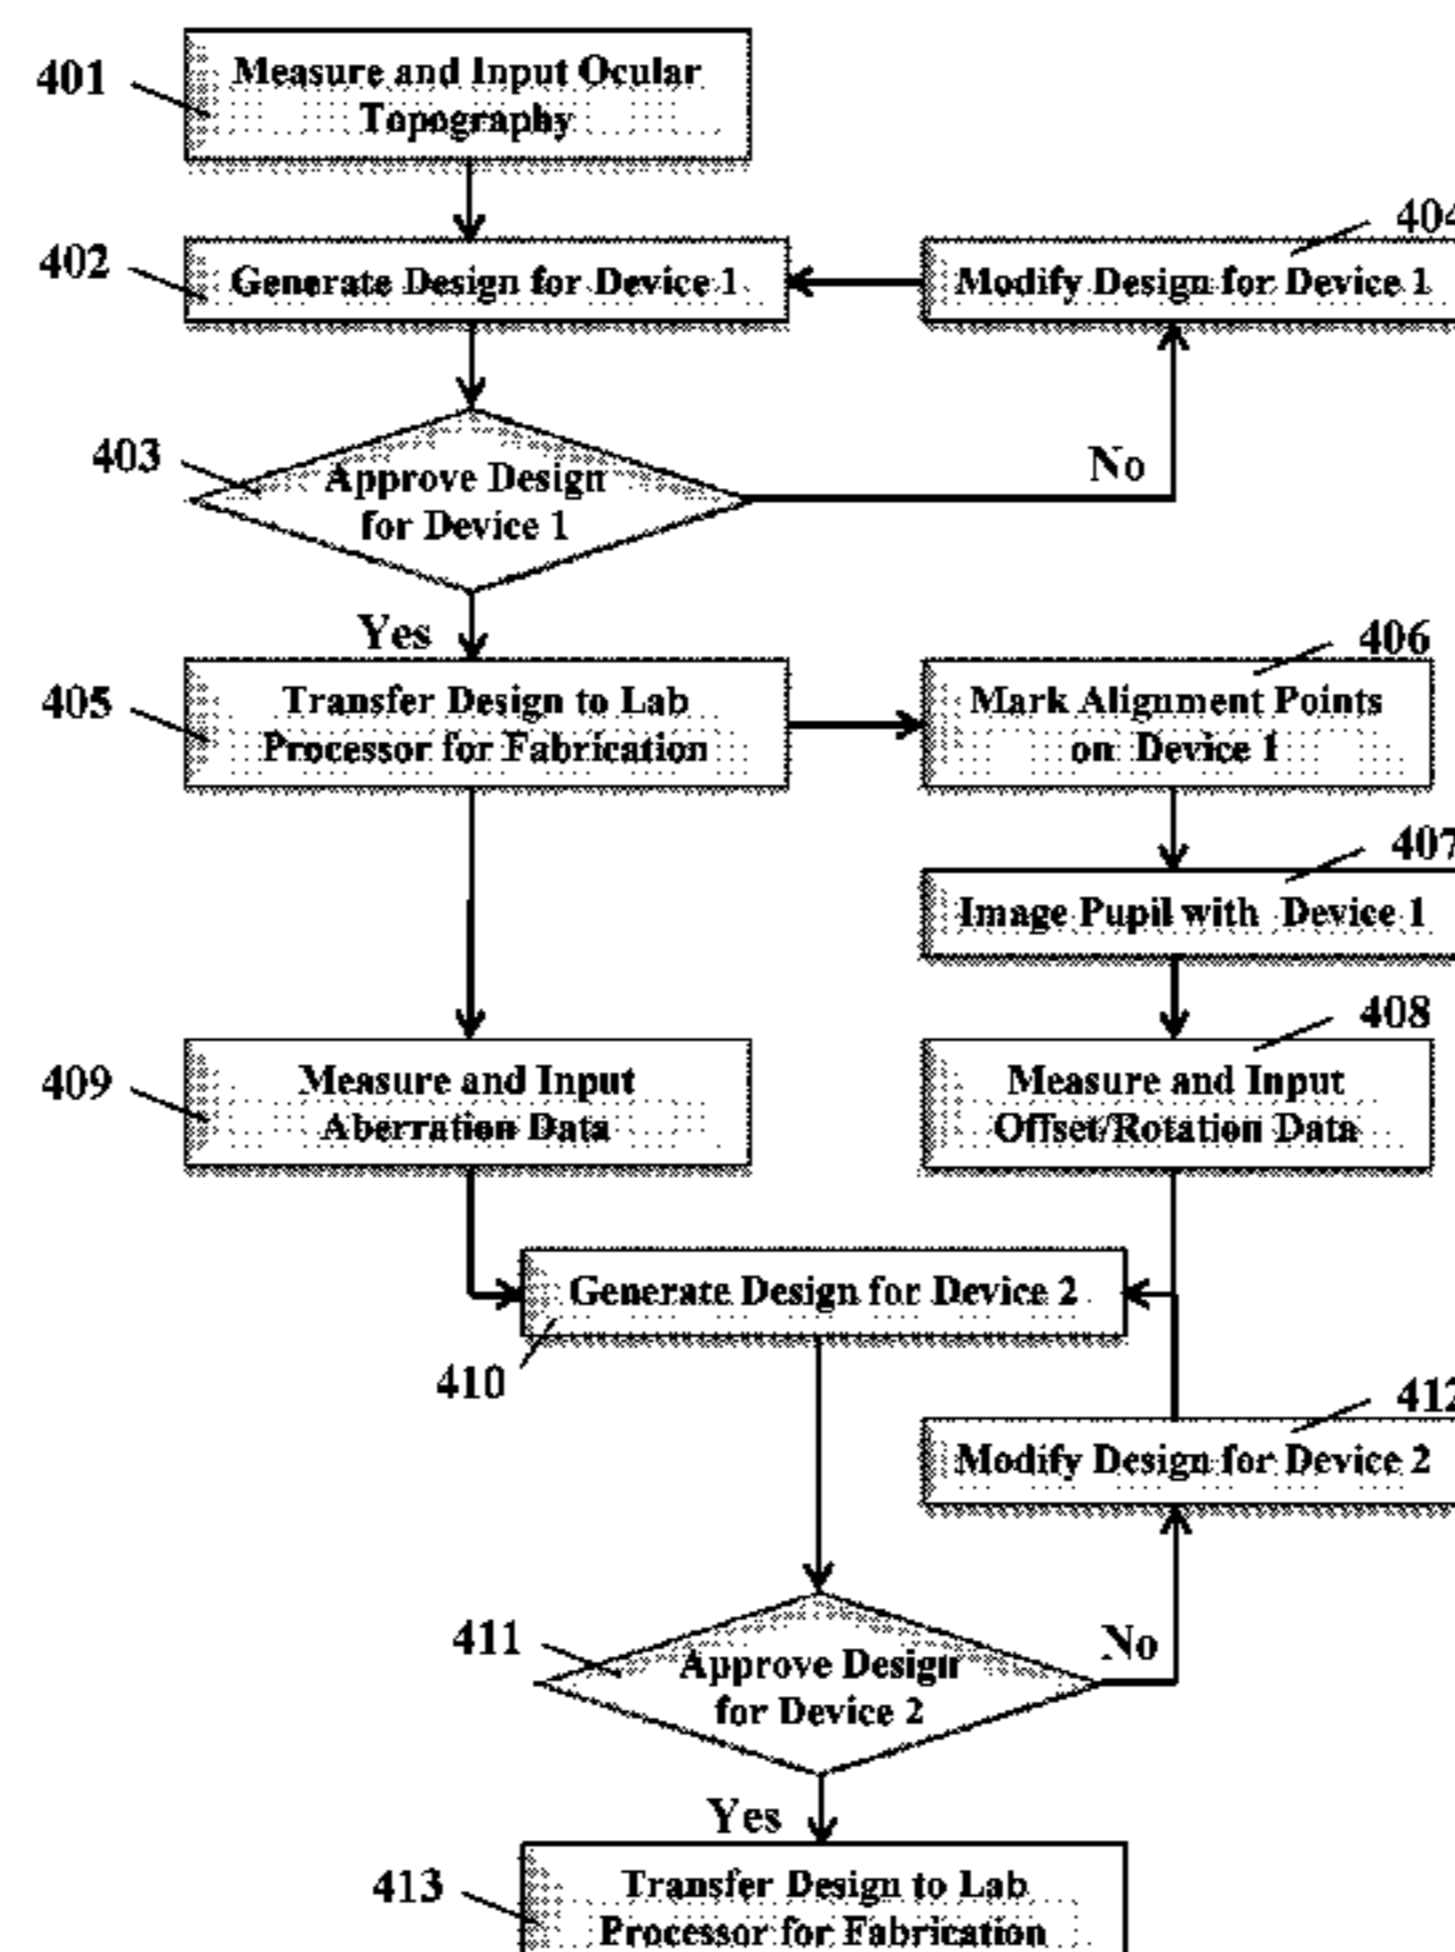 401
Measure and Input Ocular
Topography
404
402
Generate Design for Device 1
Modify Design for Device 1
403
Approve Design
for Device 1
No
Yes
406
405
Transfer Design to Lab
Processor for Fabrication
Mark Alignment Points
on Device 1
407
Image Pupil with Device 1
408
409
Measure and Input
Aberration Data
Measure and Input
Offset/Rotation Data
Generate Design for Device 2
410
412
Modify Design for Device 2
411
Approve Design
for Device 2
No
Yes
413
Transfer Design to Lab
Processor for Fabrication